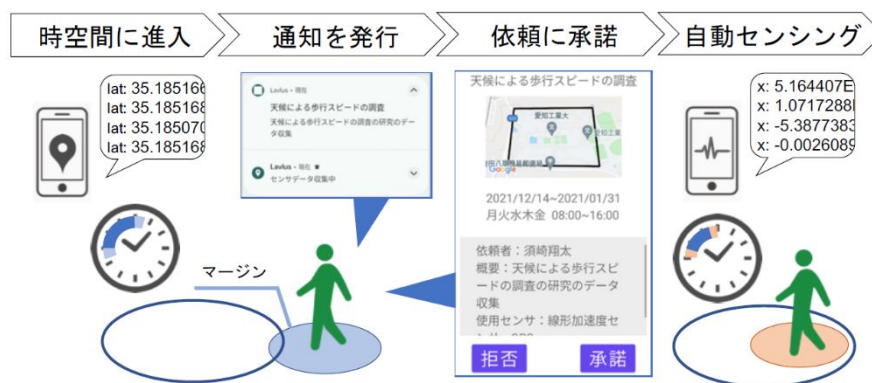 時空間に進入
通知を発行
依頼に承諾
自動センシング
lat: 35.185166
lat: 35.185168
lat: 35.185070
lat: 35.185168
マージン
Lavlus・現在
天候による歩行スピードの調査
天候による歩行スピードの調査の研究のデー
タ収集
Lavlus・現在
センサデータ収集中
天候による歩行スピードの調査
愛知工業大
愛知工業
Google
2021/12/14~2021/01/31
月火水木金 08:00~16:00
依頼者：須崎翔太
概要：天候による歩行スピ
ードの調査の研究のデータ
収集
使用センサ：線形加速度セ
拒否
承諾
x: 5.164407E
x: 1.0717288
x: -5.3877383
x: -0.0026089